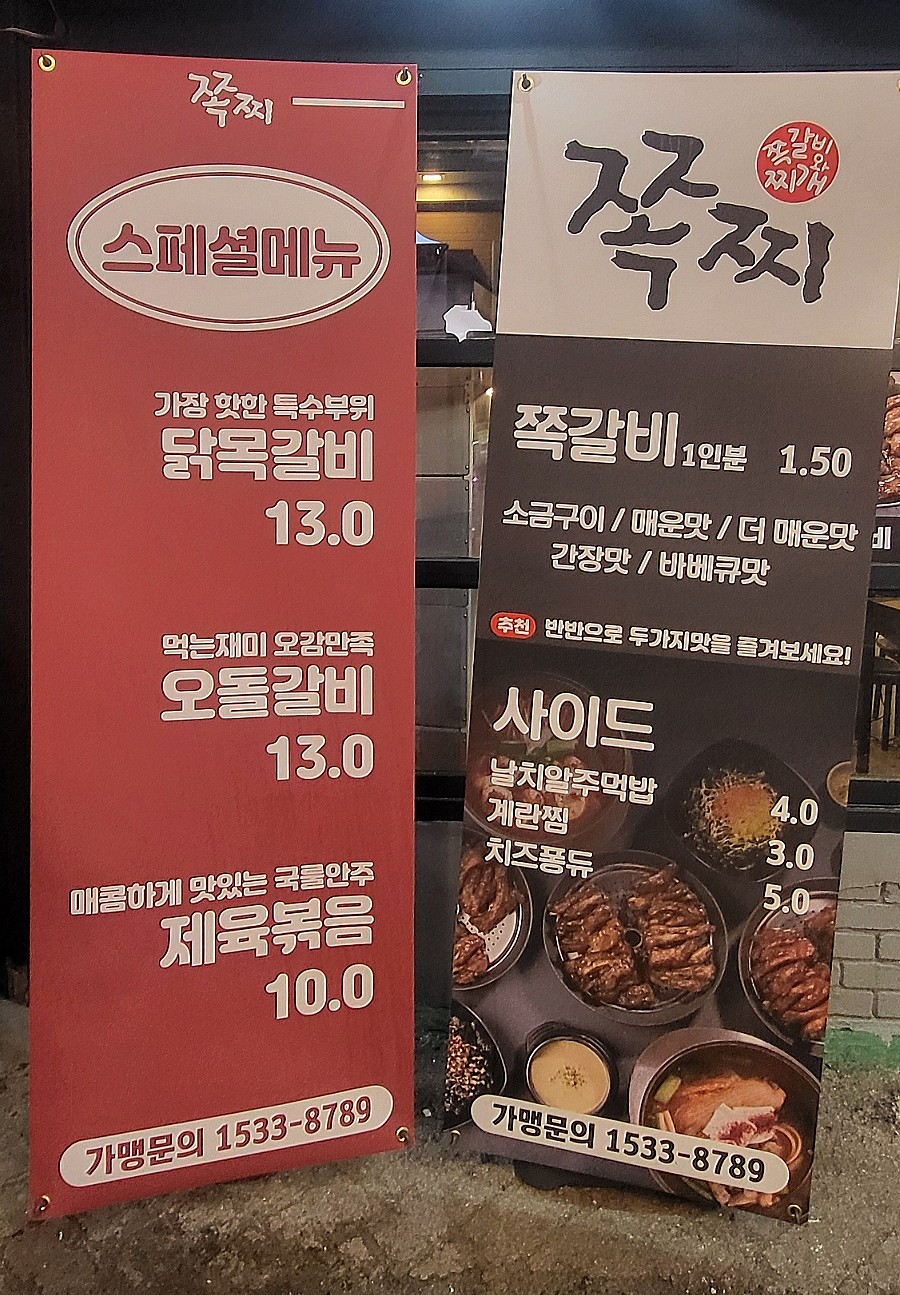 쪽찌
스페셜메뉴
가장 핫한 특수부위
닭목갈비
13.0
먹는재미 오감만족
오돌갈비
13.0
매콤하게 맛있는 국룰안주
제육볶음
10.0
가맹문의 1533-8789
쪽갈비
와
찌개
쪽찌
쪽갈비 1인분 1.50
소금구이 / 매운맛 / 더 매운맛
간장맛 / 바베큐맛
추천 반반으로 두가지맛을 즐겨보세요!
사이드
날치알주먹밥 4.0
계란찜 3.0
치즈퐁듀 5.0
가맹문의 1533-8789
비